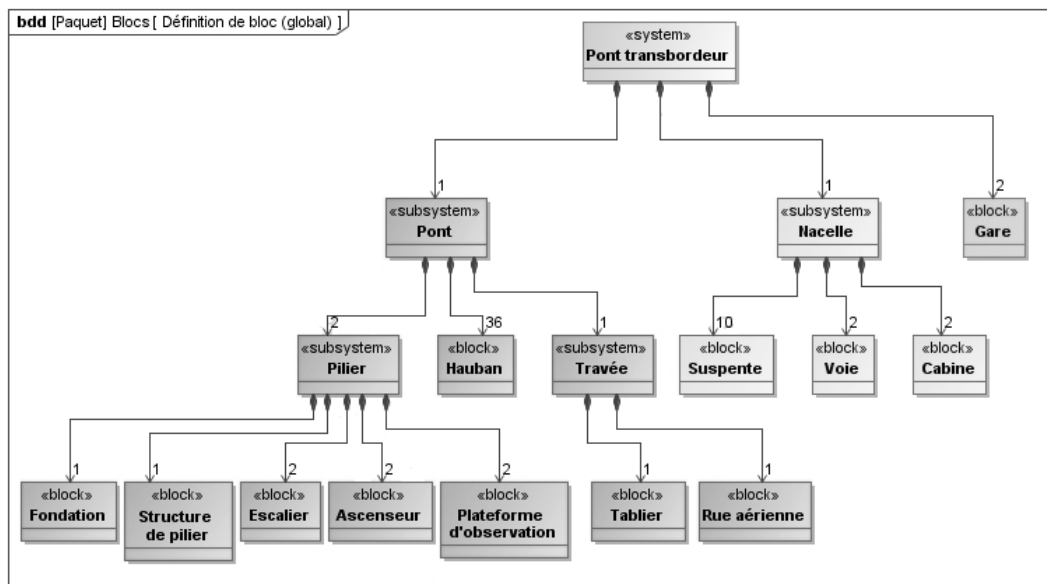 bdd [Paquet] Blocs [ Définition de bloc (global) ]
«system»
Pont transbordeur
1
1
2
«subsystem»
Pont
«subsystem»
Nacelle
«block»
Gare
2
36
1
10
2
2
«subsystem»
Pilier
«block»
Hauban
«subsystem»
Travée
«block»
Suspente
«block»
Voie
«block»
Cabine
1
1
2
2
2
1
1
«block»
Fondation
«block»
Structure
de pilier
«block»
Escalier
«block»
Ascenseur
«block»
Plateforme
d'observation
«block»
Tablier
«block»
Rue aérienne